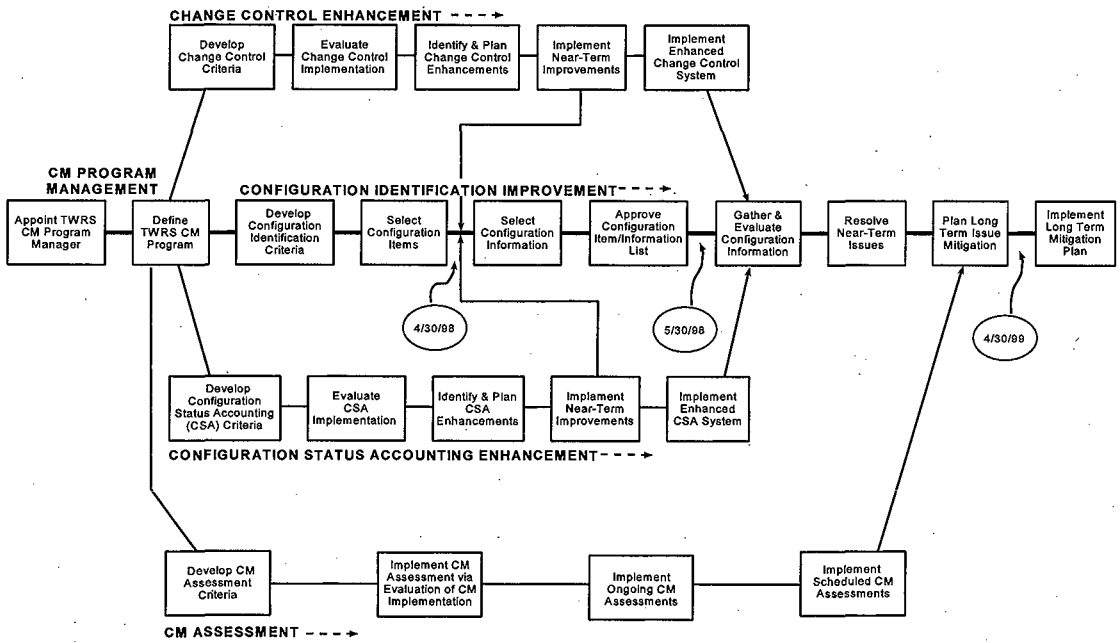 CHANGE CONTROL ENHANCEMENT
Develop
Change Control
Criteria
Evaluate
Change Control
Implementation
Identify & Plan
Change Control
Enhancements
Implement
Near-Term
Improvements
Implement
Enhanced
Change Control
System
CM PROGRAM
MANAGEMENT
CONFIGURATION IDENTIFICATION IMPROVEMENT
Appoint TWRS
CM Program
Manager
Define
TWRS CM
Program
Develop
Configuration
Identification
Criteria
Select
Configuration
Items
Select
Configuration
Information
Approve
Configuration
Item/Information
List
Gather &
Evaluate
Configuration
Information
Resolve
Near-Term
Issues
Plan Long
Term Issue
Mitigation
Implement
Long Term
Mitigation
Plan
4/30/98
5/30/98
4/30/99
Develop
Configuration
Status Accounting
(CSA) Criteria
Evaluate
CSA
Implementation
Identify & Plan
CSA
Enhancements
Implement
Near-Term
Improvements
Implement
Enhanced
CSA System
CONFIGURATION STATUS ACCOUNTING ENHANCEMENT
Develop CM
Assessment
Criteria
Implement CM
Assessment via
Evaluation of CM
Implementation
Implement
Ongoing CM
Assessments
Implement
Scheduled CM
Assessments
CM ASSESSMENT